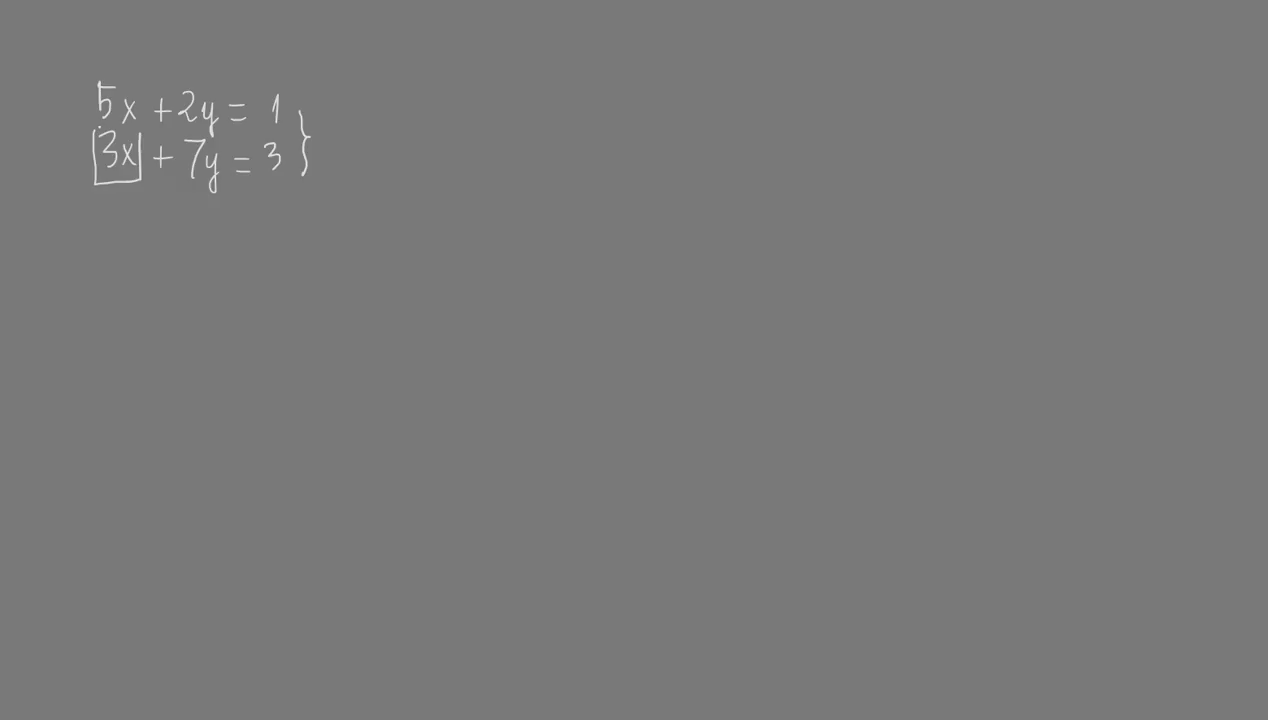 5x + 2y = 1
3x + 7y = 3 }